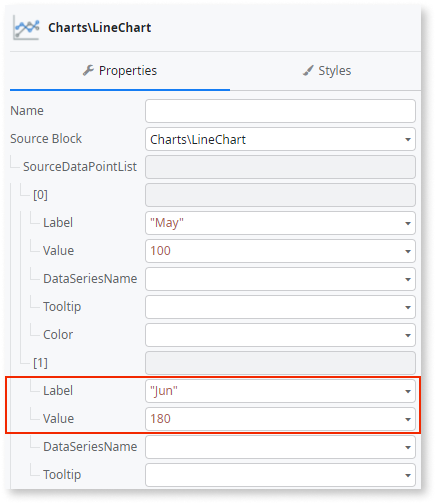 Charts\LineChart
Properties Styles
Name
Source Block Charts\LineChart
SourceDataPointList
[0]
Label "May"
Value 100
DataSeriesName
Tooltip
Color
[1]
Label "Jun"
Value 180
DataSeriesName
Tooltip